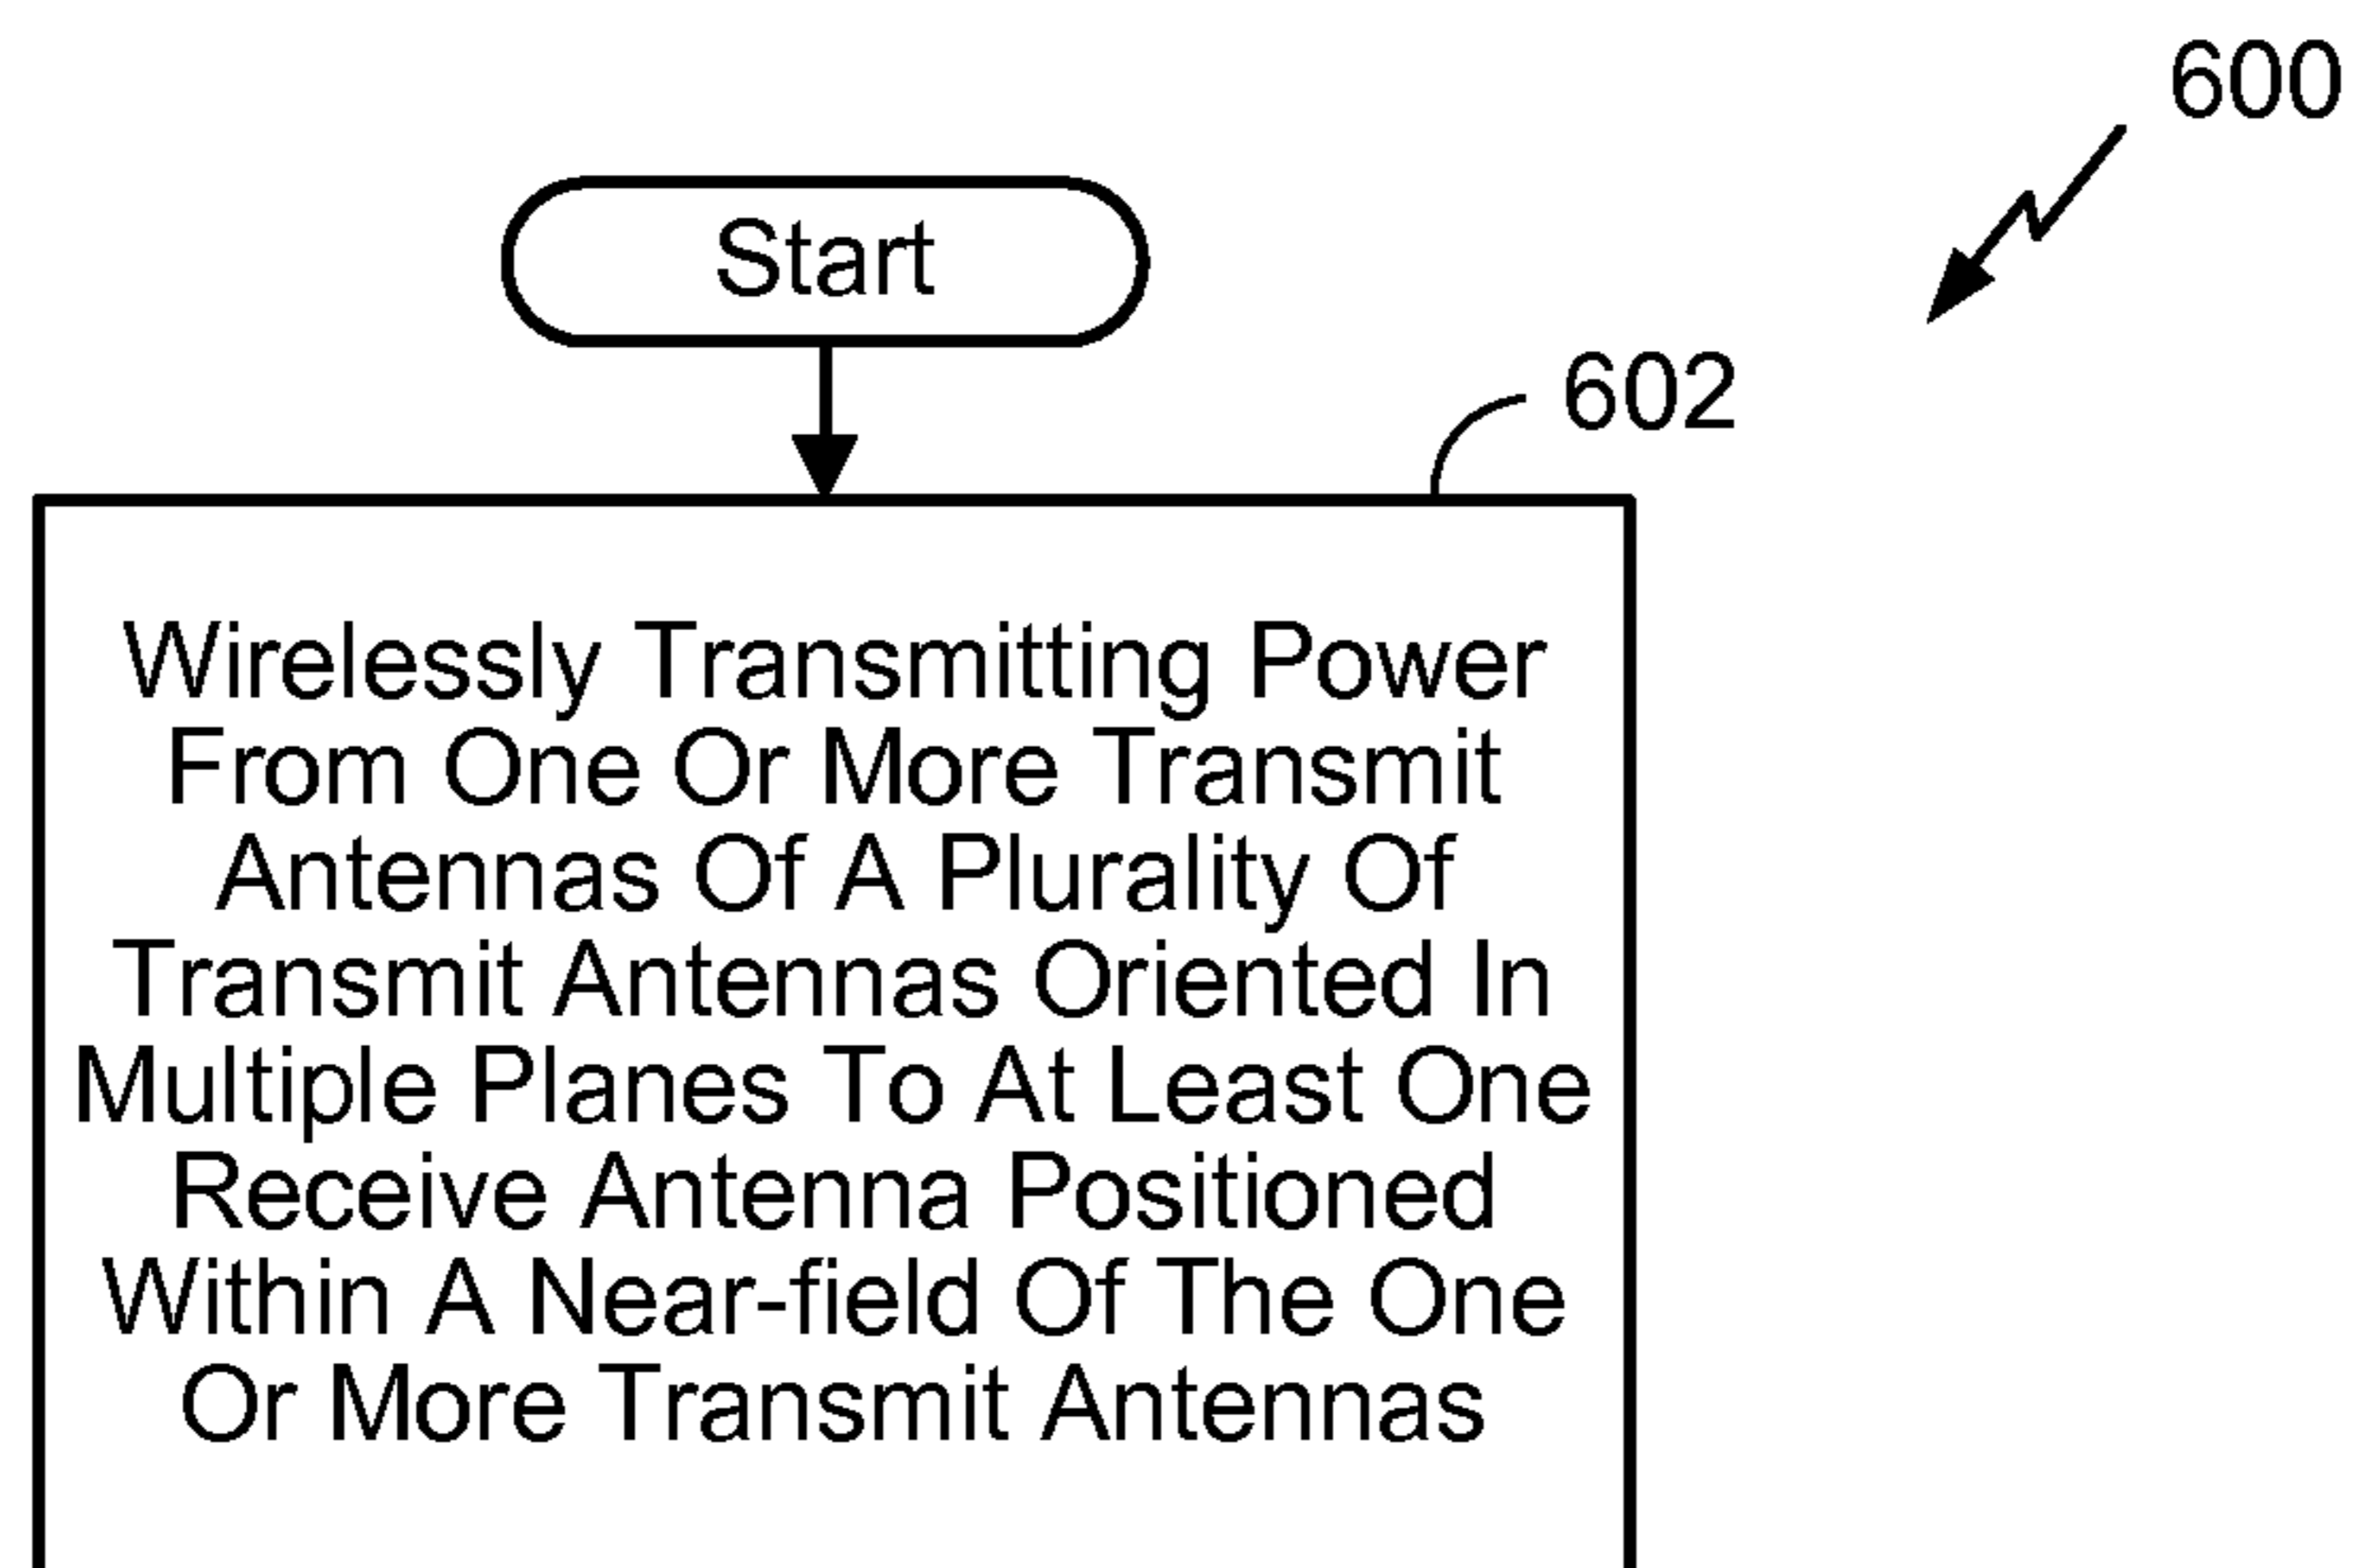 600
Start
602
Wirelessly Transmitting Power
From One Or More Transmit
Antennas Of A Plurality Of
Transmit Antennas Oriented In
Multiple Planes To At Least One
Receive Antenna Positioned
Within A Near-field Of The One
Or More Transmit Antennas